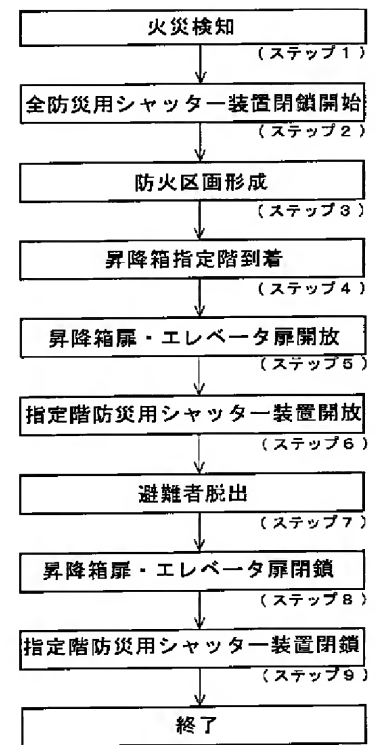 火災検知
(ステップ1)
全防災用シャッター装置閉鎖開始
(ステップ2)
防火区画形成
(ステップ3)
昇降箱指定階到着
(ステップ4)
昇降箱扉・エレベータ扉開放
(ステップ5)
指定階防災用シャッター装置開放
(ステップ6)
避難者脱出
(ステップ7)
昇降箱扉・エレベータ扉閉鎖
(ステップ8)
指定階防災用シャッター装置閉鎖
(ステップ9)
終了